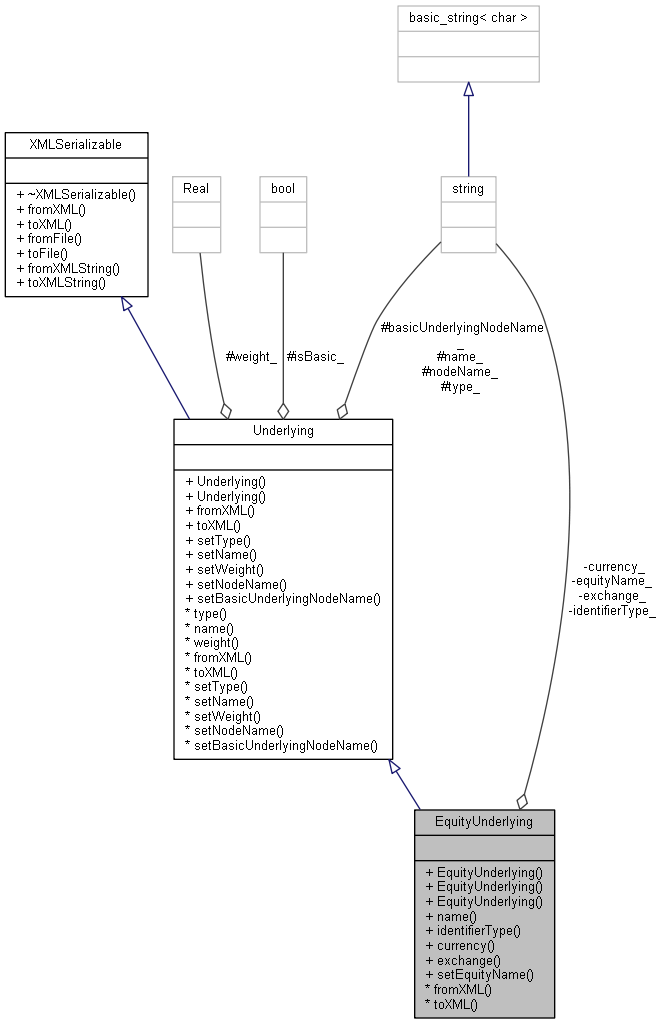 basic_string< char >
XMLSerializable
+ ~XMLSerializable()
+ fromXML()
+ toXML()
+ fromFile()
+ toFile()
+ fromXMLString()
+ toXMLString()
Real
bool
string
#weight_
#isBasic_
#basicUnderlyingNodeName
_
#name_
#nodeName_
#type_
Underlying
+ Underlying()
+ Underlying()
+ fromXML()
+ toXML()
+ setType()
+ setName()
+ setWeight()
+ setNodeName()
+ setBasicUnderlyingNodeName()
* type()
* name()
* weight()
* fromXML()
* toXML()
* setType()
* setName()
* setWeight()
* setNodeName()
* setBasicUnderlyingNodeName()
-currency_
-equityName_
-exchange_
-identifierType_
EquityUnderlying
+ EquityUnderlying()
+ EquityUnderlying()
+ EquityUnderlying()
+ name()
+ identifierType()
+ currency()
+ exchange()
+ setEquityName()
* fromXML()
* toXML()